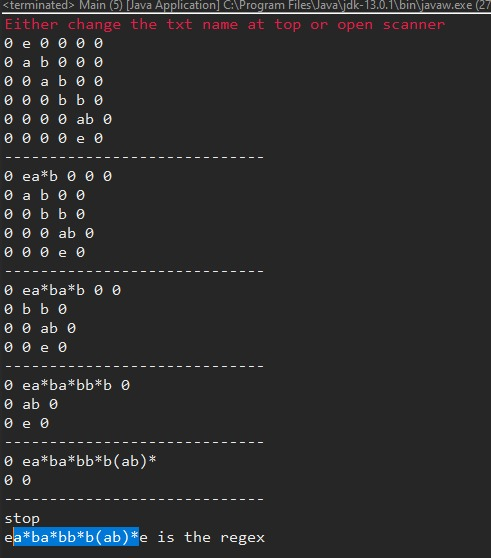 <terminated> Main (5) [Java Application] C:\Program Files\Java\jdk-13.0.1\bin\javaw.exe (27
Either change the txt name at top or open scanner
0 e 0 0 0 0
0 a b 0 0 0
0 0 a b 0 0
0 0 0 b b 0
0 0 0 0 ab 0
0 0 0 0 e 0
-----------------------------
0 ea*b 0 0 0
0 a b 0 0
0 0 b b 0
0 0 0 ab 0
0 0 0 e 0
-----------------------------
0 ea*ba*b 0 0
0 b b 0
0 0 ab 0
0 0 e 0
-----------------------------
0 ea*ba*bb*b 0
0 ab 0
0 e 0
-----------------------------
0 ea*ba*bb*b(ab)*
0 0
-----------------------------
stop
ea*ba*bb*b(ab)*e is the regex